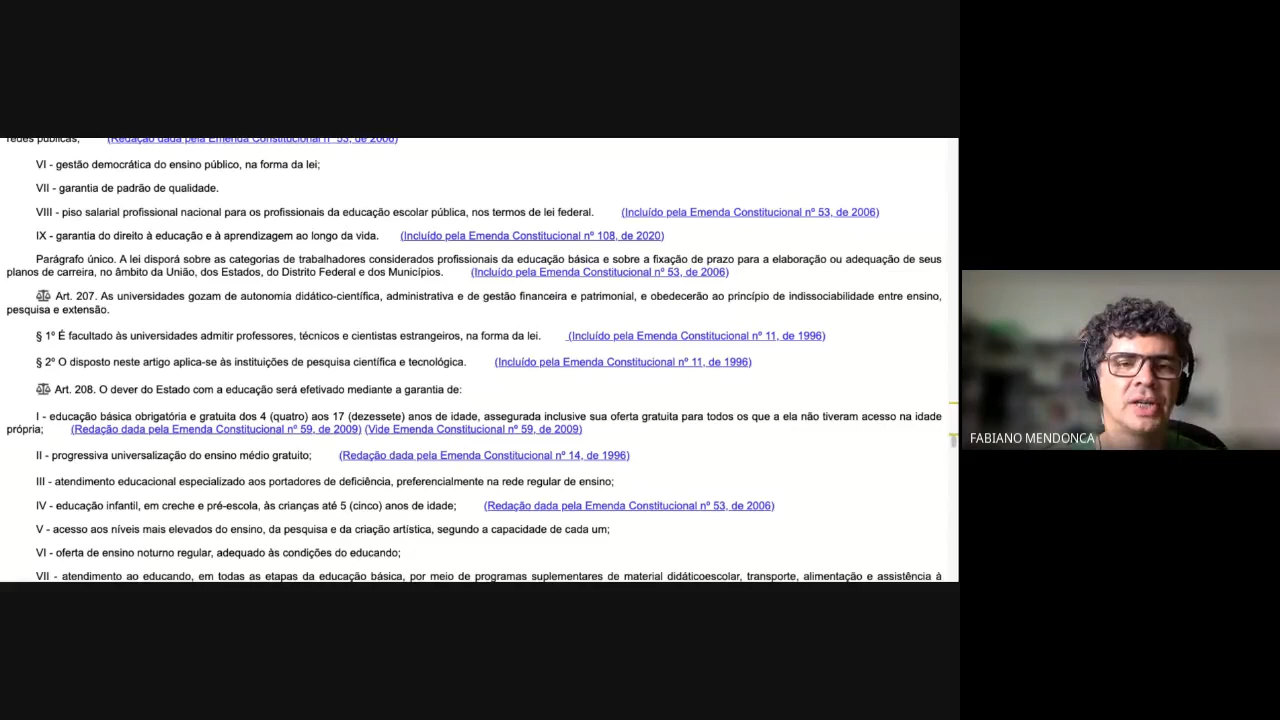 redes públicas; (Redação dada pela Emenda Constitucional nº 53, de 2006)
VI - gestão democrática do ensino público, na forma da lei;
VII - garantia de padrão de qualidade.
VIII - piso salarial profissional nacional para os profissionais da educação escolar pública, nos termos de lei federal. (Incluído pela Emenda Constitucional nº 53, de 2006)
IX - garantia do direito à educação e à aprendizagem ao longo da vida. (Incluído pela Emenda Constitucional nº 108, de 2020)
Parágrafo único. A lei disporá sobre as categorias de trabalhadores considerados profissionais da educação básica e sobre a fixação de prazo para a elaboração ou adequação de seus
planos de carreira, no âmbito da União, dos Estados, do Distrito Federal e dos Municípios. (Incluído pela Emenda Constitucional nº 53, de 2006)
Art. 207. As universidades gozam de autonomia didático-científica, administrativa e de gestão financeira e patrimonial, e obedecerão ao princípio de indissociabilidade entre ensino,
pesquisa e extensão.
§ 1º É facultado às universidades admitir professores, técnicos e cientistas estrangeiros, na forma da lei. (Incluído pela Emenda Constitucional nº 11, de 1996)
§ 2º O disposto neste artigo aplica-se às instituições de pesquisa científica e tecnológica. (Incluído pela Emenda Constitucional nº 11, de 1996)
Art. 208. O dever do Estado com a educação será efetivado mediante a garantia de:
I - educação básica obrigatória e gratuita dos 4 (quatro) aos 17 (dezessete) anos de idade, assegurada inclusive sua oferta gratuita para todos os que a ela não tiveram acesso na idade
própria; (Redação dada pela Emenda Constitucional nº 59, de 2009) (Vide Emenda Constitucional nº 59, de 2009)
II - progressiva universalização do ensino médio gratuito; (Redação dada pela Emenda Constitucional nº 14, de 1996)
III - atendimento educacional especializado aos portadores de deficiência, preferencialmente na rede regular de ensino;
IV - educação infantil, em creche e pré-escola, às crianças até 5 (cinco) anos de idade; (Redação dada pela Emenda Constitucional nº 53, de 2006)
V - acesso aos níveis mais elevados do ensino, da pesquisa e da criação artística, segundo a capacidade de cada um;
VI - oferta de ensino noturno regular, adequado às condições do educando;
VII - atendimento ao educando, em todas as etapas da educação básica, por meio de programas suplementares de material didáticoescolar, transporte, alimentação e assistência à
FABIANO MENDONCA